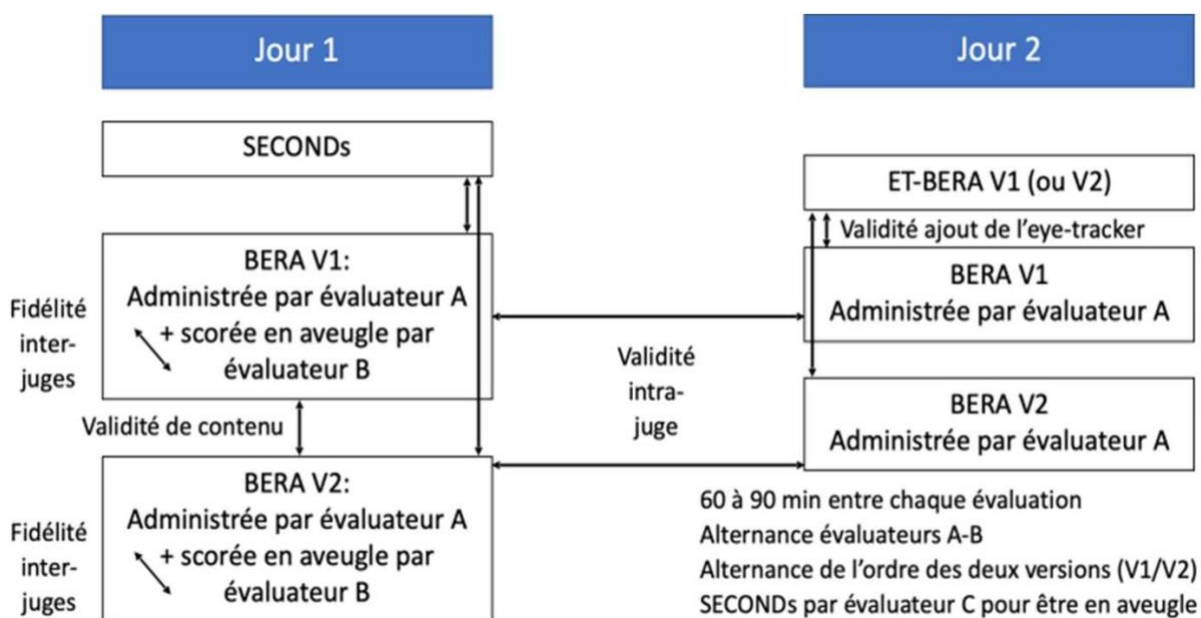 Jour 1
SECONDs
BERA V1:
Administrée par évaluateur A
+ scorée en aveugle par
évaluateur B
Fidélité
inter-
juges
Validité de contenu
BERA V2:
Administrée par évaluateur A
+ scorée en aveugle par
évaluateur B
Fidélité
inter-
juges
Validité
intra-
juge
Jour 2
ET-BERA V1 (ou V2)
Validité ajout de l'eye-tracker
BERA V1
Administrée par évaluateur A
BERA V2
Administrée par évaluateur A
60 à 90 min entre chaque évaluation
Alternance évaluateurs A-B
Alternance de l'ordre des deux versions (V1/V2)
SECONDs par évaluateur C pour être en aveugle